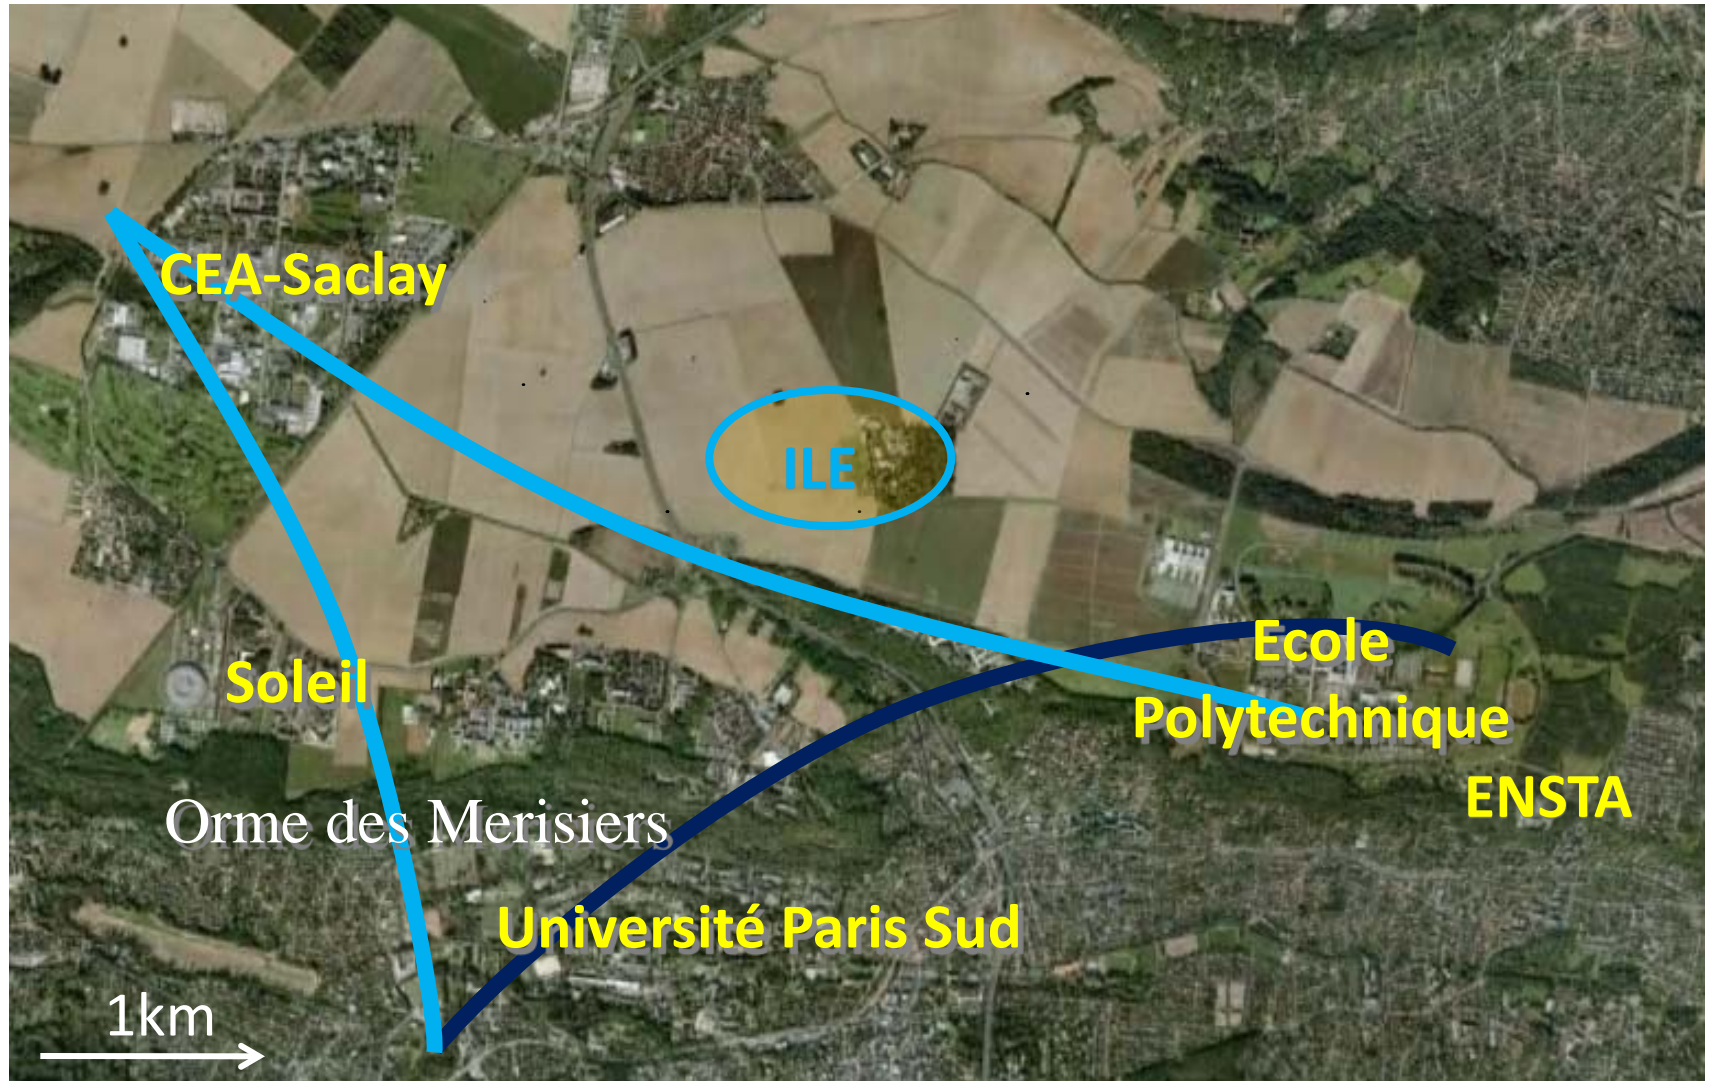 CEA-Saclay
ILE
Ecole
Polytechnique
Soleil
ENSTA
Orme des Merisiers
Université Paris Sud
1km